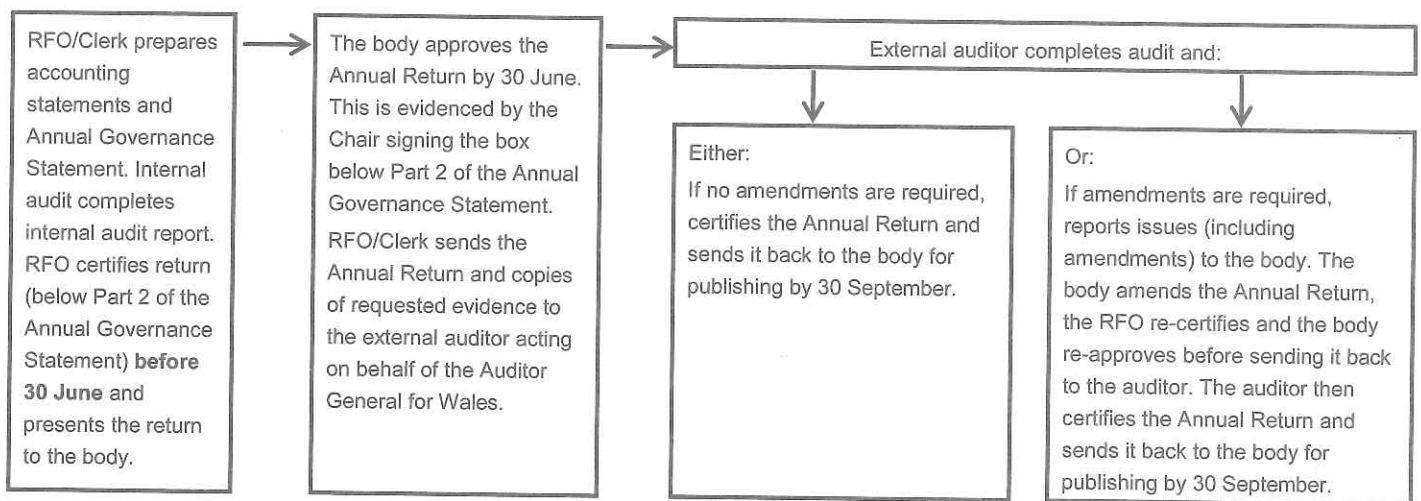 RFO/Clerk prepares
accounting
statements and
Annual Governance
Statement. Internal
audit completes
internal audit report.
RFO certifies return
(below Part 2 of the
Annual Governance
Statement) before
30 June and
presents the return
to the body.
The body approves the
Annual Return by 30 June.
This is evidenced by the
Chair signing the box
below Part 2 of the Annual
Governance Statement.
RFO/Clerk sends the
Annual Return and copies
of requested evidence to
the external auditor acting
on behalf of the Auditor
General for Wales.
External auditor completes audit and:
Either:
If no amendments are required,
certifies the Annual Return and
sends it back to the body for
publishing by 30 September.
Or:
If amendments are required,
reports issues (including
amendments) to the body. The
body amends the Annual Return,
the RFO re-certifies and the body
re-approves before sending it back
to the auditor. The auditor then
certifies the Annual Return and
sends it back to the body for
publishing by 30 September.